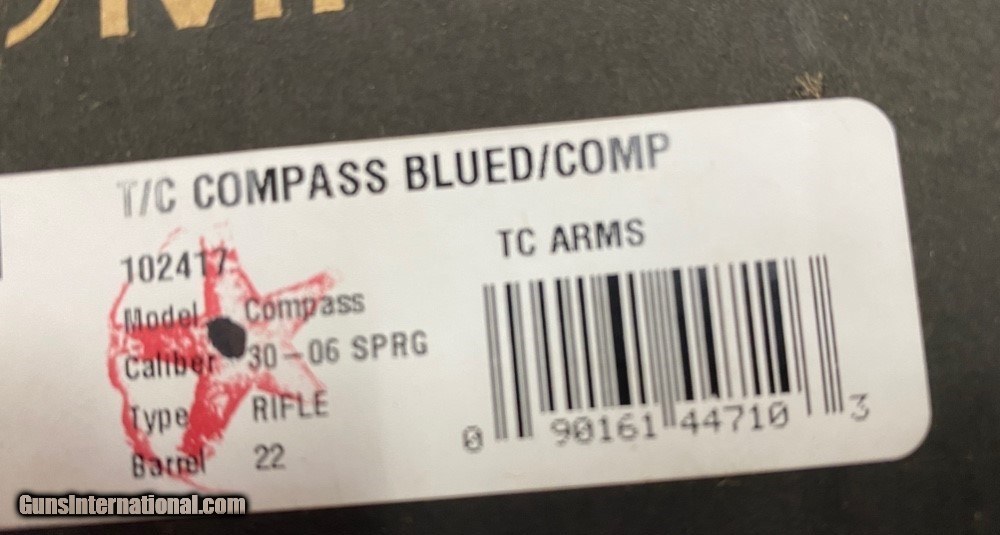 T/C COMPASS BLUED/COMP
102417
TC ARMS
Model Compass
Caliber 30-06 SPRG
Type RIFLE
Barrel 22
0 90161 44710 3
GunsInternational.com